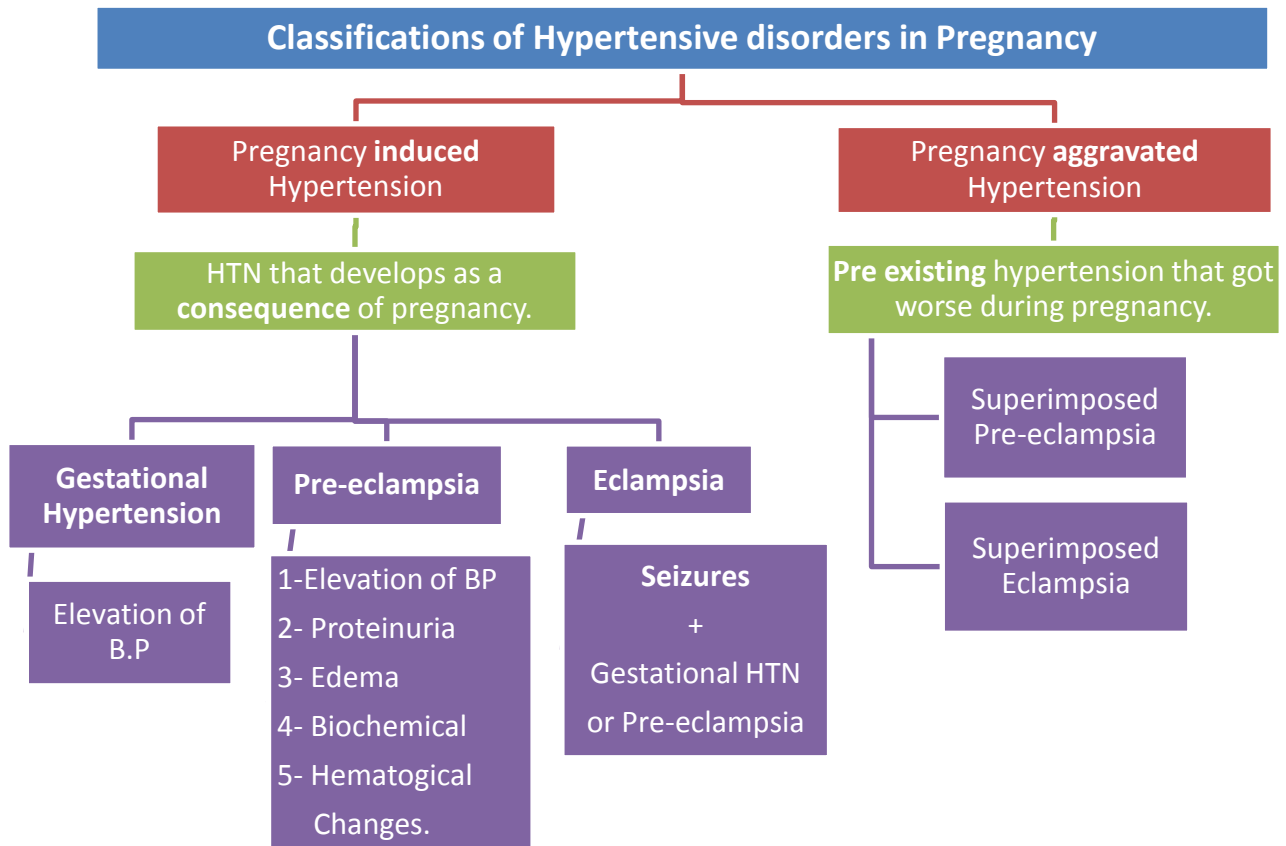 Classifications of Hypertensive disorders in Pregnancy
Pregnancy induced
Hypertension
HTN that develops as a
consequence of pregnancy.
Gestational
Hypertension
Elevation of
B.P
Pre-eclampsia
1-Elevation of BP
2- Proteinuria
3- Edema
4- Biochemical
5- Hematogical
Changes.
Eclampsia
Seizures
+
Gestational HTN
or Pre-eclampsia
Pregnancy aggravated
Hypertension
Pre existing hypertension that got
worse during pregnancy.
Superimposed
Pre-eclampsia
Superimposed
Eclampsia